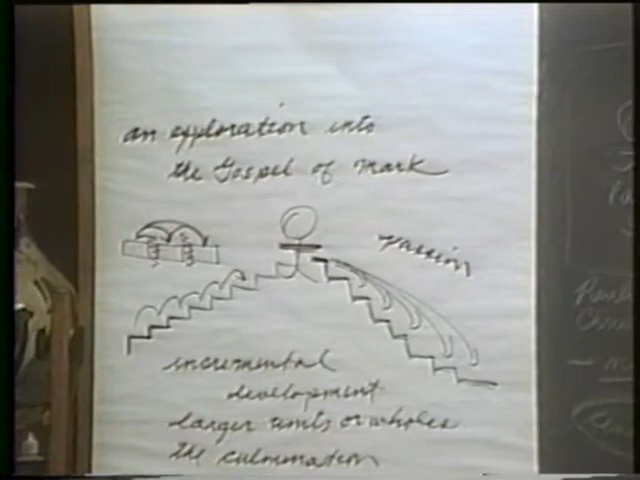 an exploration into
the Gospel of Mark
passion
incremental
development
larger units or wholes
the culmination